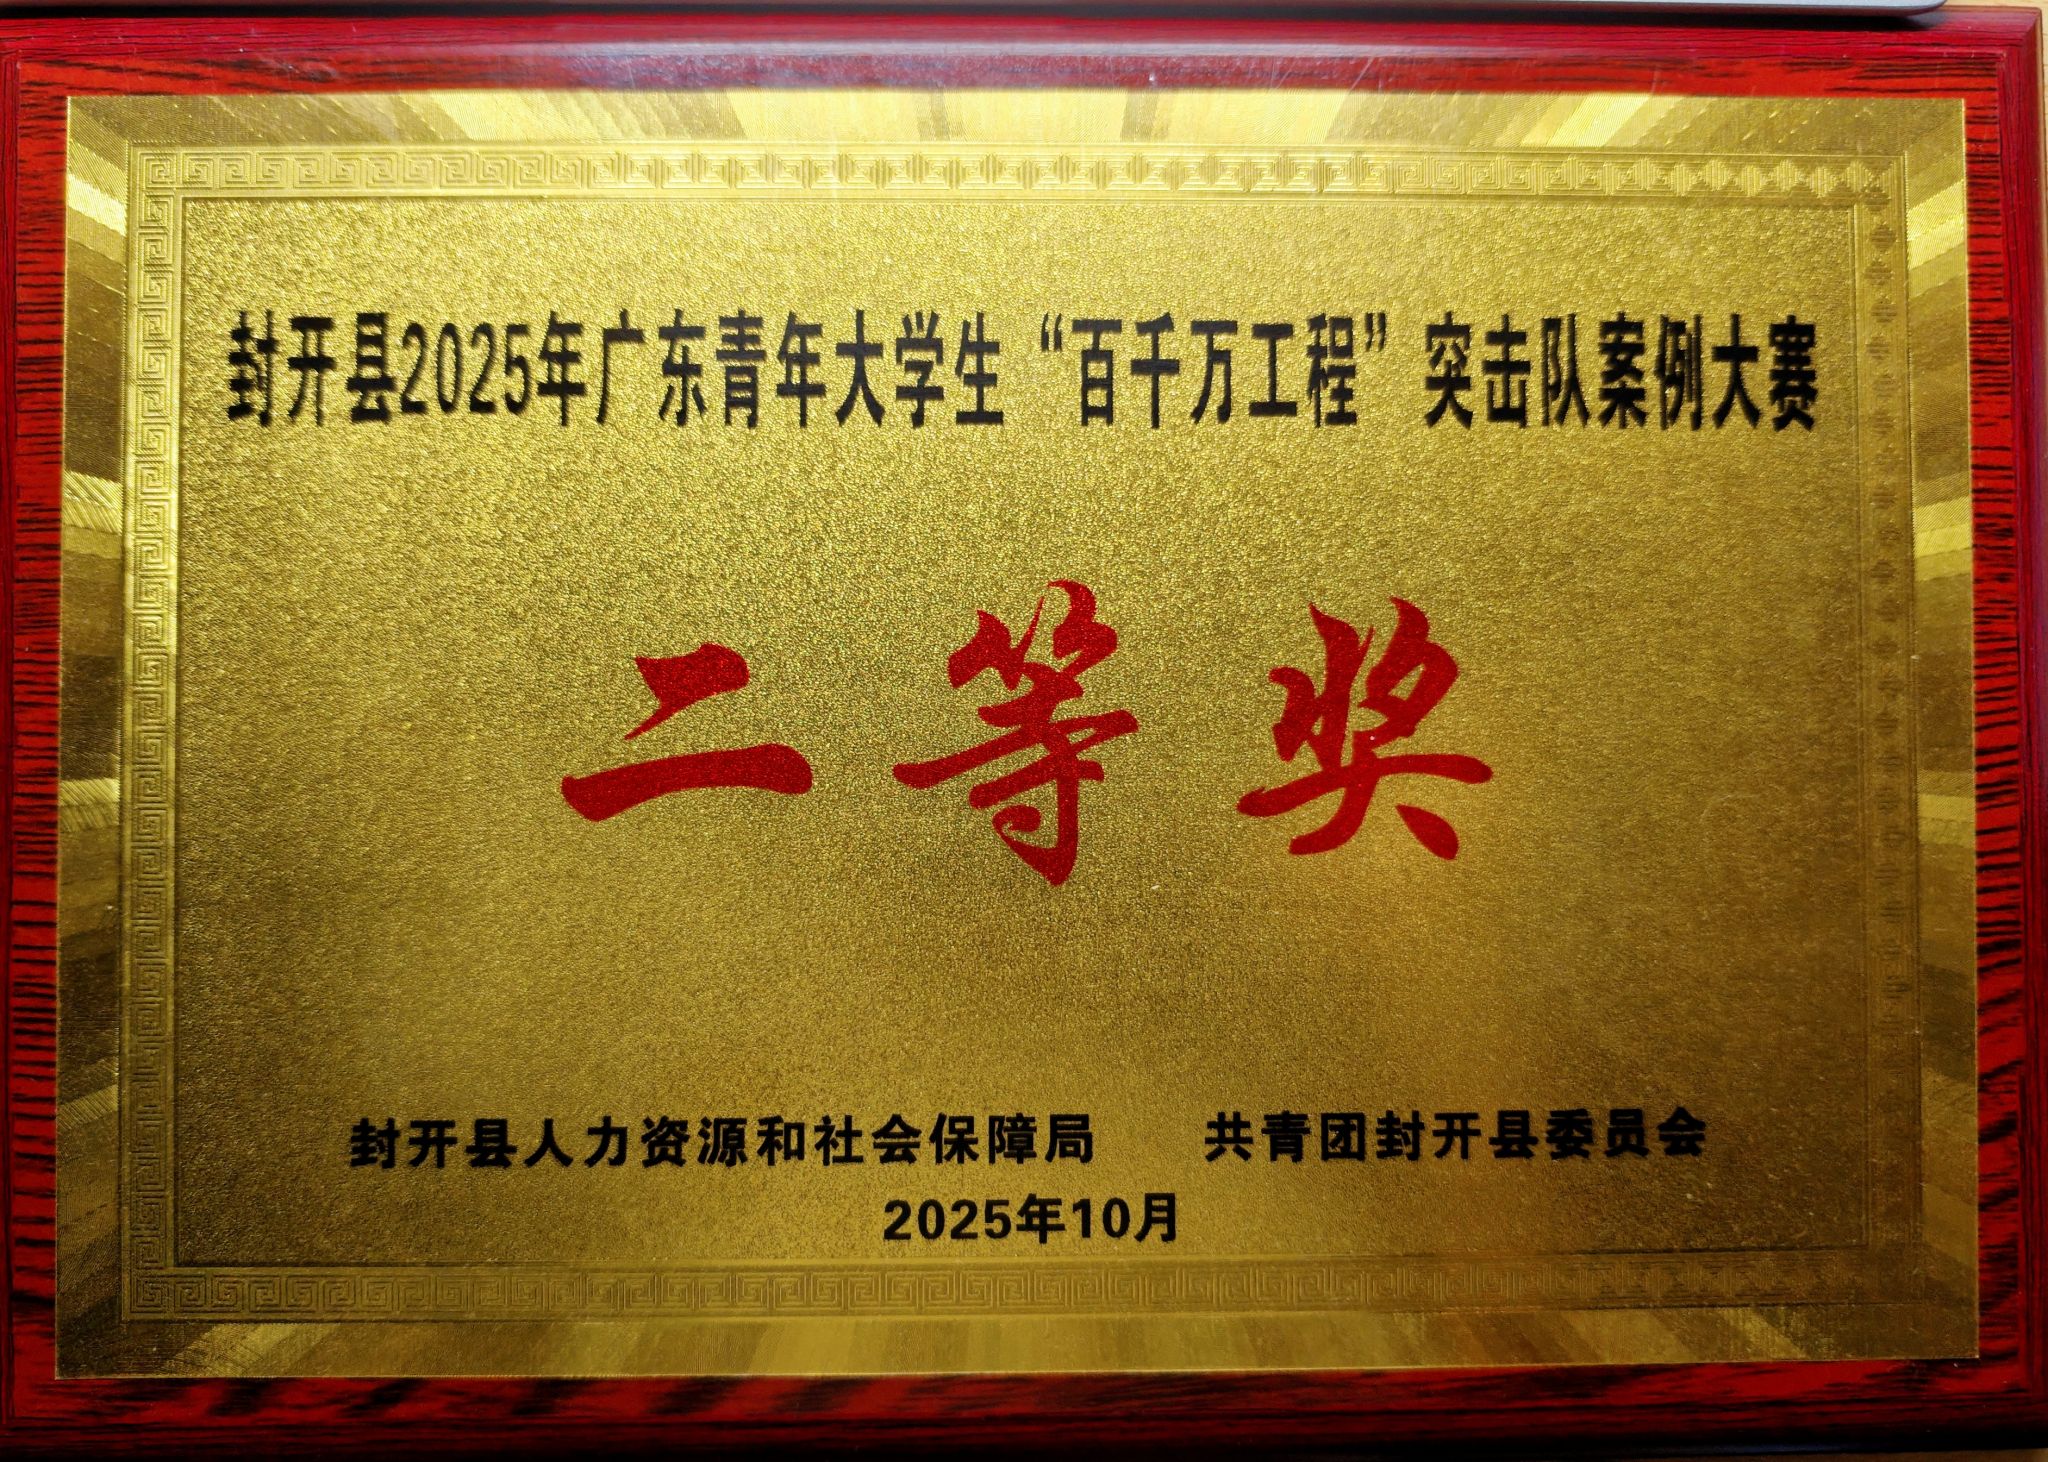 封开县2025年广东青年大学生“百千万工程”突击队案例大赛
二等奖
封开县人力资源和社会保障局 共青团封开县委员会
2025年10月